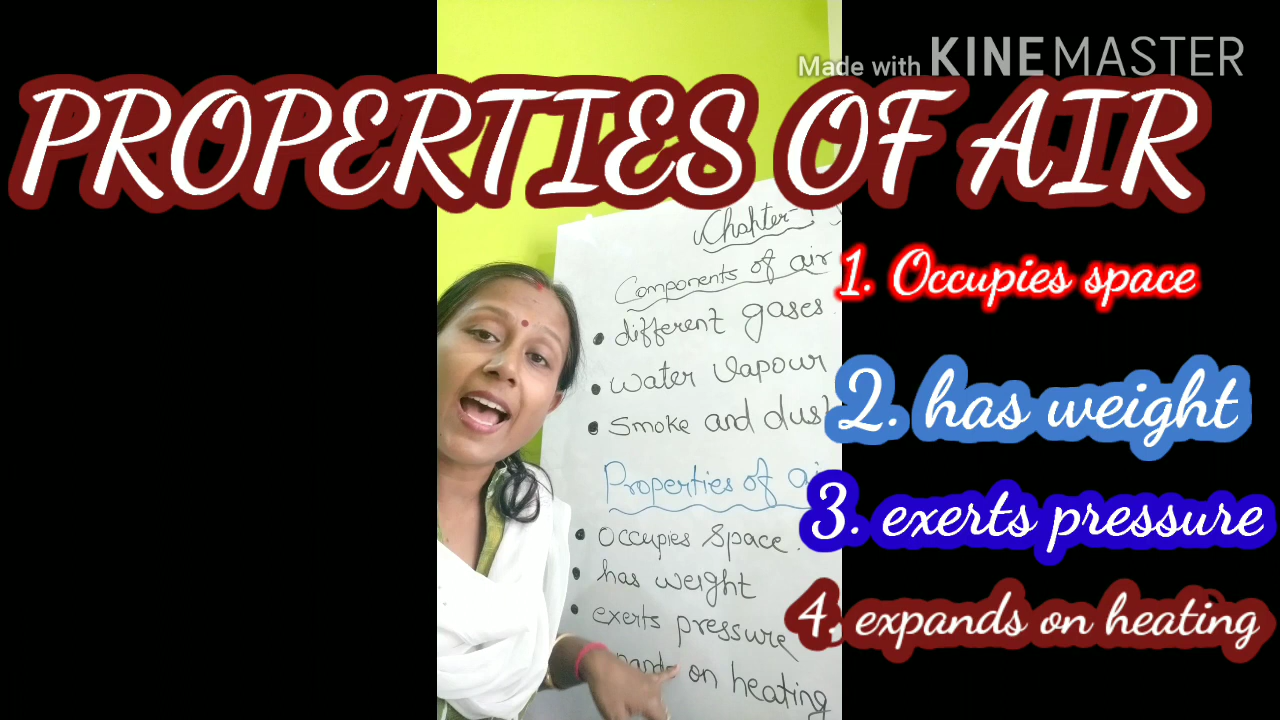 Made with KINEMASTER
PROPERTIES OF AIR
1. Occupies space
2. has weight
3. exerts pressure
4. expands on heating
Components of air
different gases
water vapour
Smoke and dust
Properties of
occupies space.
has weight
exerts pressure
on heating